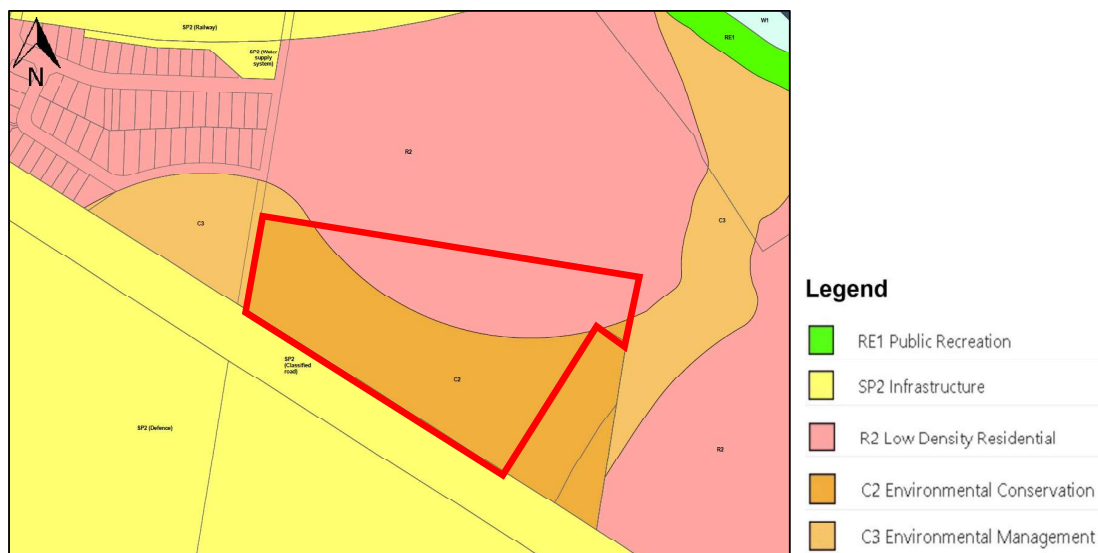 SP2 (Railway)
W1
RE1
SP2 (Water
supply
system)
N
R2
C3
C3
SP2
(Classified
road)
C2
SP2 (Defence)
R2
Legend
RE1 Public Recreation
SP2 Infrastructure
R2 Low Density Residential
C2 Environmental Conservation
C3 Environmental Management